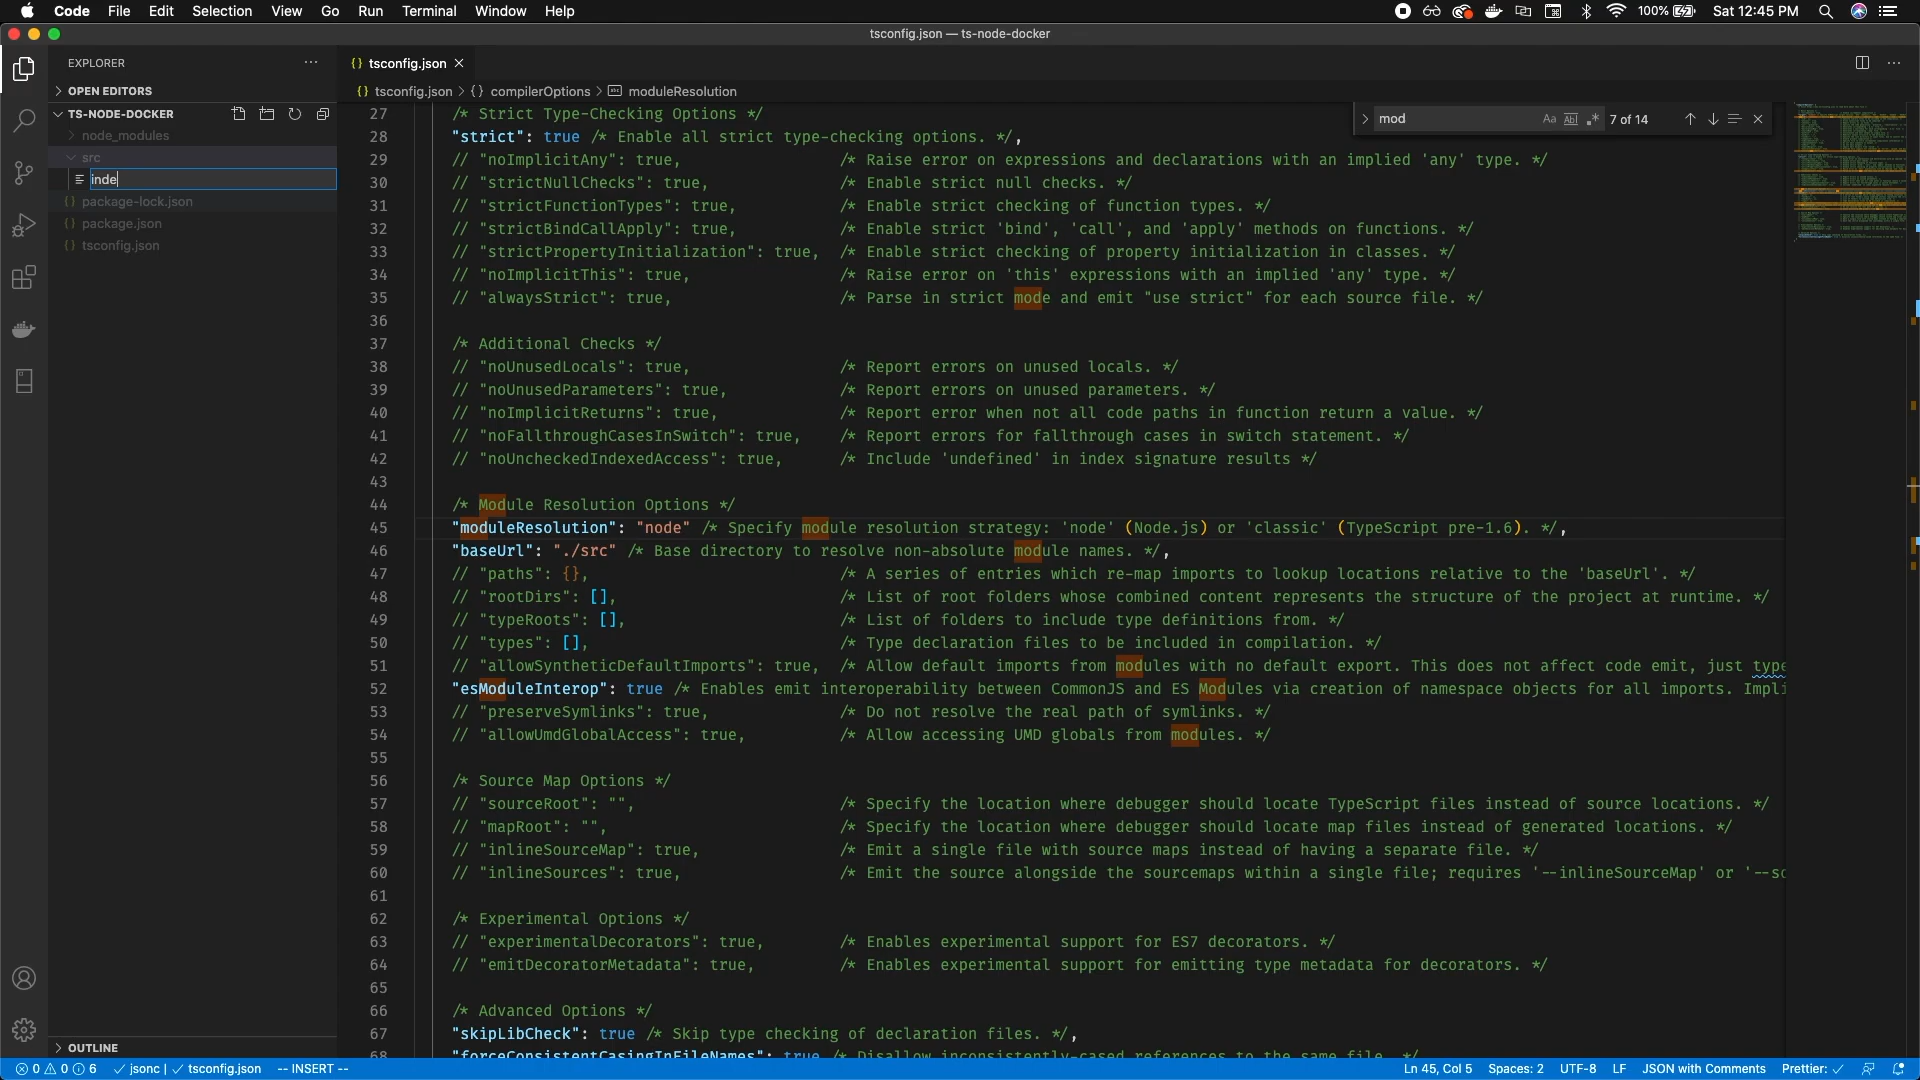 Code File Edit Selection View Go Run Terminal Window Help 100% Sat 12:45 PM
tsconfig.json — ts-node-docker
EXPLORER
OPEN EDITORS
TS-NODE-DOCKER
node_modules
src
inde
package-lock.json
package.json
tsconfig.json
OUTLINE
{} tsconfig.json
{} tsconfig.json > {} compilerOptions > moduleResolution
mod Aa Abl .* 7 of 14
27 /* Strict Type-Checking Options */
28 "strict": true /* Enable all strict type-checking options. */,
29 // "noImplicitAny": true, /* Raise error on expressions and declarations with an implied 'any' type. */
30 // "strictNullChecks": true, /* Enable strict null checks. */
31 // "strictFunctionTypes": true, /* Enable strict checking of function types. */
32 // "strictBindCallApply": true, /* Enable strict 'bind', 'call', and 'apply' methods on functions. */
33 // "strictPropertyInitialization": true, /* Enable strict checking of property initialization in classes. */
34 // "noImplicitThis": true, /* Raise error on 'this' expressions with an implied 'any' type. */
35 // "alwaysStrict": true, /* Parse in strict mode and emit "use strict" for each source file. */
36
37 /* Additional Checks */
38 // "noUnusedLocals": true, /* Report errors on unused locals. */
39 // "noUnusedParameters": true, /* Report errors on unused parameters. */
40 // "noImplicitReturns": true, /* Report error when not all code paths in function return a value. */
41 // "noFallthroughCasesInSwitch": true, /* Report errors for fallthrough cases in switch statement. */
42 // "noUncheckedIndexedAccess": true, /* Include 'undefined' in index signature results */
43
44 /* Module Resolution Options */
45 "moduleResolution": "node" /* Specify module resolution strategy: 'node' (Node.js) or 'classic' (TypeScript pre-1.6). */,
46 "baseUrl": "./src" /* Base directory to resolve non-absolute module names. */,
47 // "paths": {}, /* A series of entries which re-map imports to lookup locations relative to the 'baseUrl'. */
48 // "rootDirs": [], /* List of root folders whose combined content represents the structure of the project at runtime. */
49 // "typeRoots": [], /* List of folders to include type definitions from. */
50 // "types": [], /* Type declaration files to be included in compilation. */
51 // "allowSyntheticDefaultImports": true, /* Allow default imports from modules with no default export. This does not affect code emit, just type
52 "esModuleInterop": true /* Enables emit interoperability between CommonJS and ES Modules via creation of namespace objects for all imports. Impli
53 // "preserveSymlinks": true, /* Do not resolve the real path of symlinks. */
54 // "allowUmdGlobalAccess": true, /* Allow accessing UMD globals from modules. */
55
56 /* Source Map Options */
57 // "sourceRoot": "", /* Specify the location where debugger should locate TypeScript files instead of source locations. */
58 // "mapRoot": "", /* Specify the location where debugger should locate map files instead of generated locations. */
59 // "inlineSourceMap": true, /* Emit a single file with source maps instead of having a separate file. */
60 // "inlineSources": true, /* Emit the source alongside the sourcemaps within a single file; requires '--inlineSourceMap' or '--so
61
62 /* Experimental Options */
63 // "experimentalDecorators": true, /* Enables experimental support for ES7 decorators. */
64 // "emitDecoratorMetadata": true, /* Enables experimental support for emitting type metadata for decorators. */
65
66 /* Advanced Options */
67 "skipLibCheck": true /* Skip type checking of declaration files. */,
68 "forceConsistentCasingInFileNames": true /* Disallow inconsistently-cased references to the same file. */
0 0 6 jsonc | tsconfig.json -- INSERT -- Ln 45, Col 5 Spaces: 2 UTF-8 LF JSON with Comments Prettier: ✓